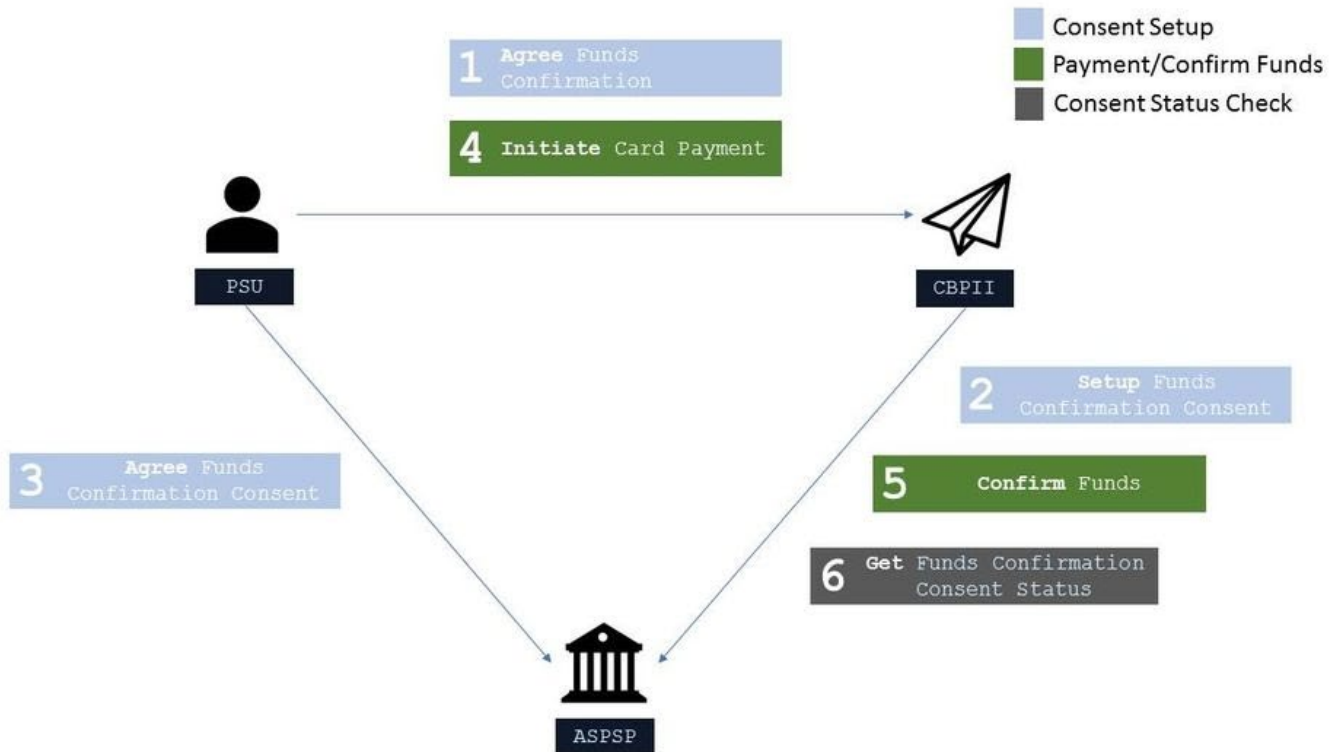 Consent Setup
Payment/Confirm Funds
Consent Status Check
1 Agree Funds
Confirmation
4 Initiate Card Payment
PSU
CBPII
2 Setup Funds
Confirmation Consent
3 Agree Funds
Confirmation Consent
5 Confirm Funds
6 Get Funds Confirmation
Consent Status
ASPSP